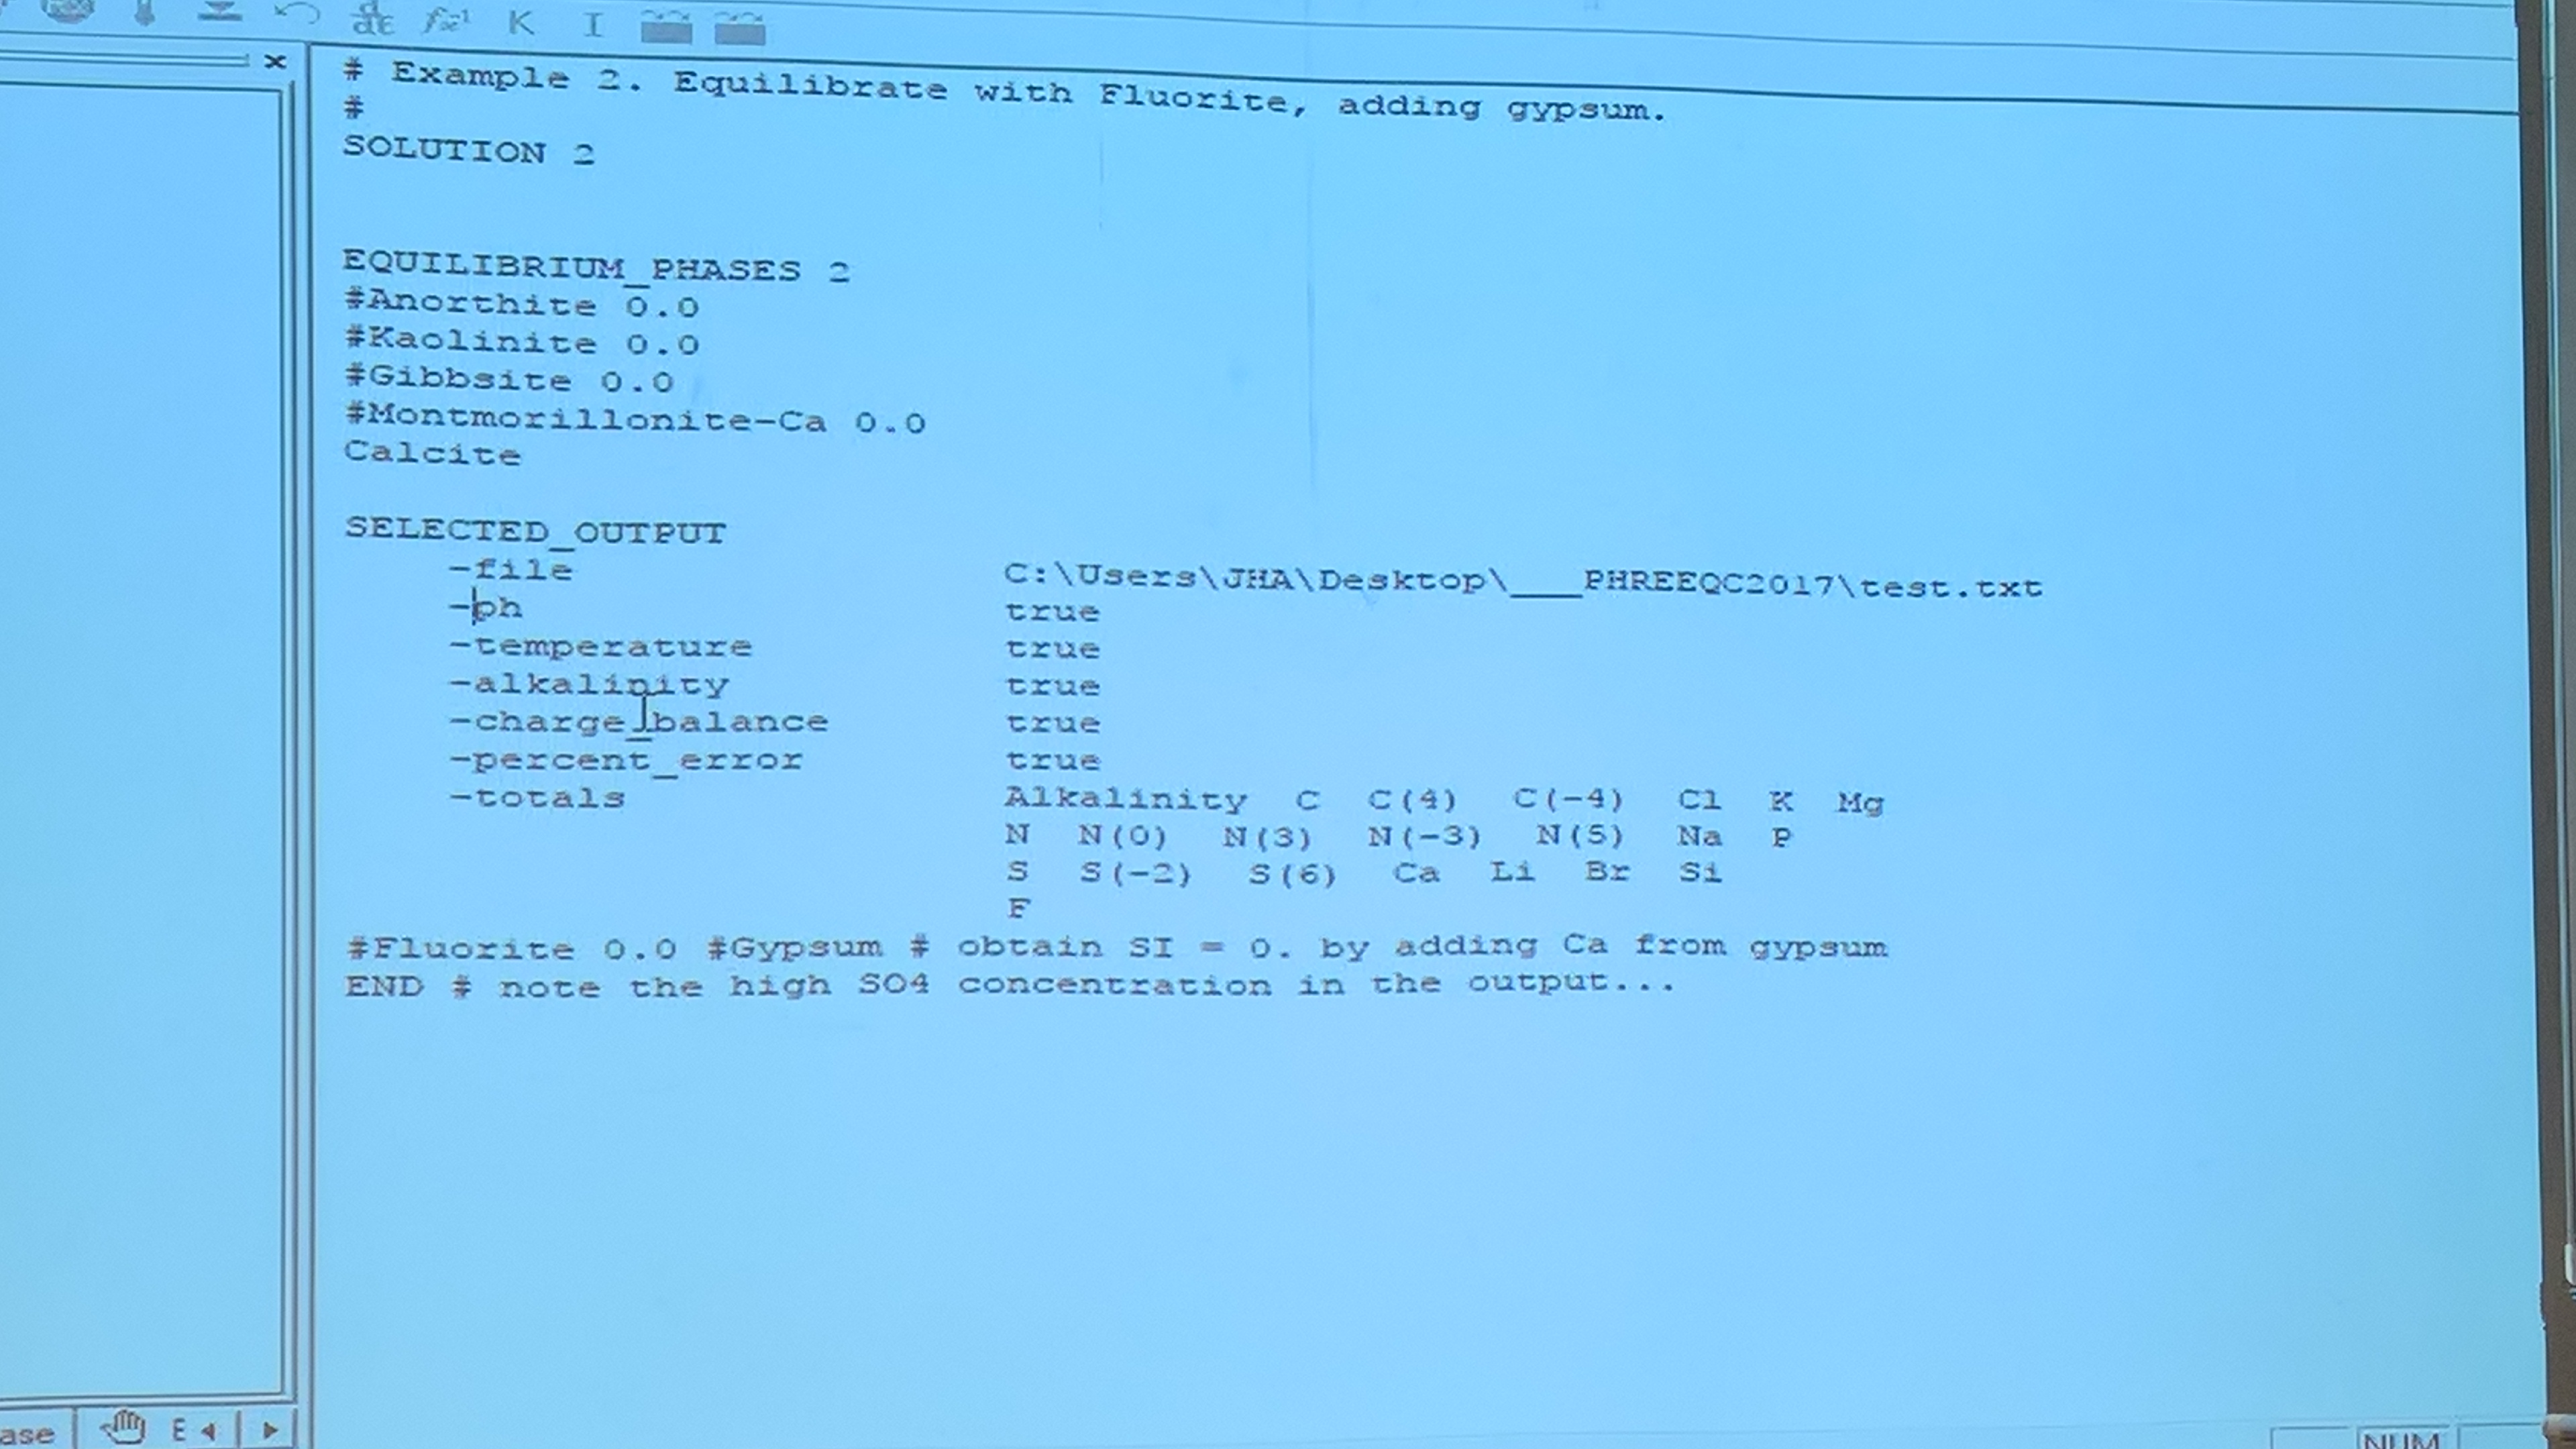 K I
# Example 2. Equilibrate with Fluorite, adding gypsum.
#
SOLUTION 2
EQUILIBRIUM_PHASES 2
#Anorthite 0.0
#Kaolinite 0.0
#Gibbsite 0.0
#Montmorillonite-Ca 0.0
Calcite
SELECTED_OUTPUT
-file C:\Users\JHA\Desktop\___PHREEQC2017\test.txt
-ph true
-temperature true
-alkalinity true
-charge_balance true
-percent_error true
-totals Alkalinity C C(4) C(-4) Cl K Mg
N N(0) N(3) N(-3) N(5) Na P
S S(-2) S(6) Ca Li Br Si
F
#Fluorite 0.0 #Gypsum # obtain SI = 0. by adding Ca from gypsum
END # note the high SO4 concentration in the output...
ase E NUM